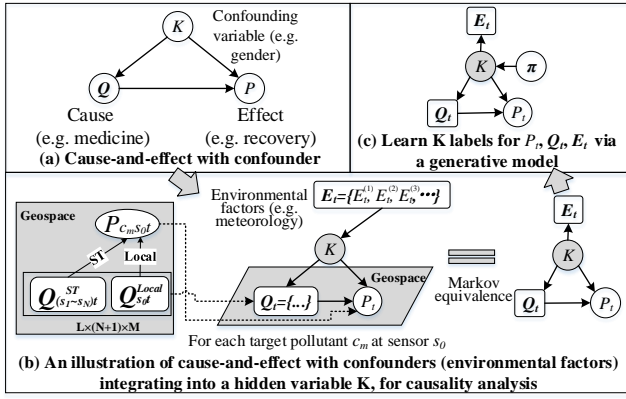 K
Confounding
variable (e.g.
gender)
Q
P
Cause
(e.g. medicine)
Effect
(e.g. recovery)
(a) Cause-and-effect with confounder
E_t
K
π
Q_t
P_t
(c) Learn K labels for P_t, Q_t, E_t via
a generative model
Geospace
P_{c_m s_0 t}
ST
Local
Q^{ST}_{(s_1~s_N)t}
Q^{Local}_{s_0 t}
L×(N+1)×M
Environmental
factors (e.g.
meteorology)
E_t={E_t^{(1)}, E_t^{(2)}, E_t^{(3)}, ...}
K
Geospace
Q_t={...}
P_t
Markov
equivalence
E_t
K
Q_t
P_t
For each target pollutant c_m at sensor s_0
(b) An illustration of cause-and-effect with confounders (environmental factors)
integrating into a hidden variable K, for causality analysis